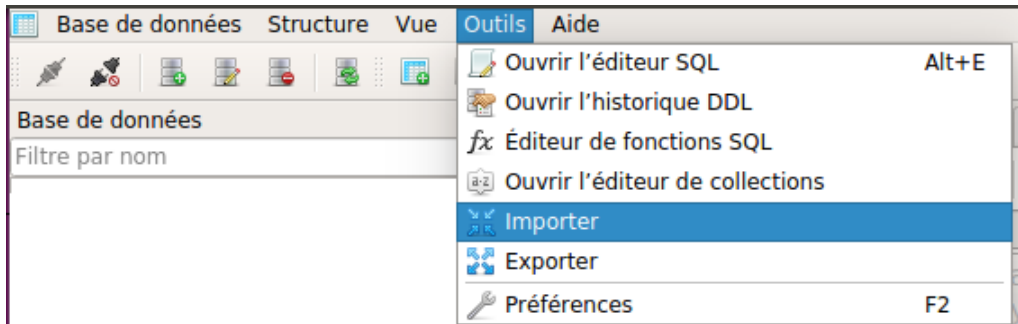 Base de données Structure Vue Outils Aide
Ouvrir l'éditeur SQL Alt+E
Ouvrir l'historique DDL
Base de données
fx Éditeur de fonctions SQL
Filtre par nom
a-z Ouvrir l'éditeur de collections
Importer
Exporter
Préférences F2